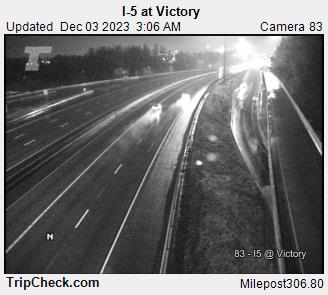 I-5 at Victory
Updated Dec 03 2023 3:06 AM Camera 83
T
N
83 - I5 @ Victory
TripCheck.com Milepost306.80